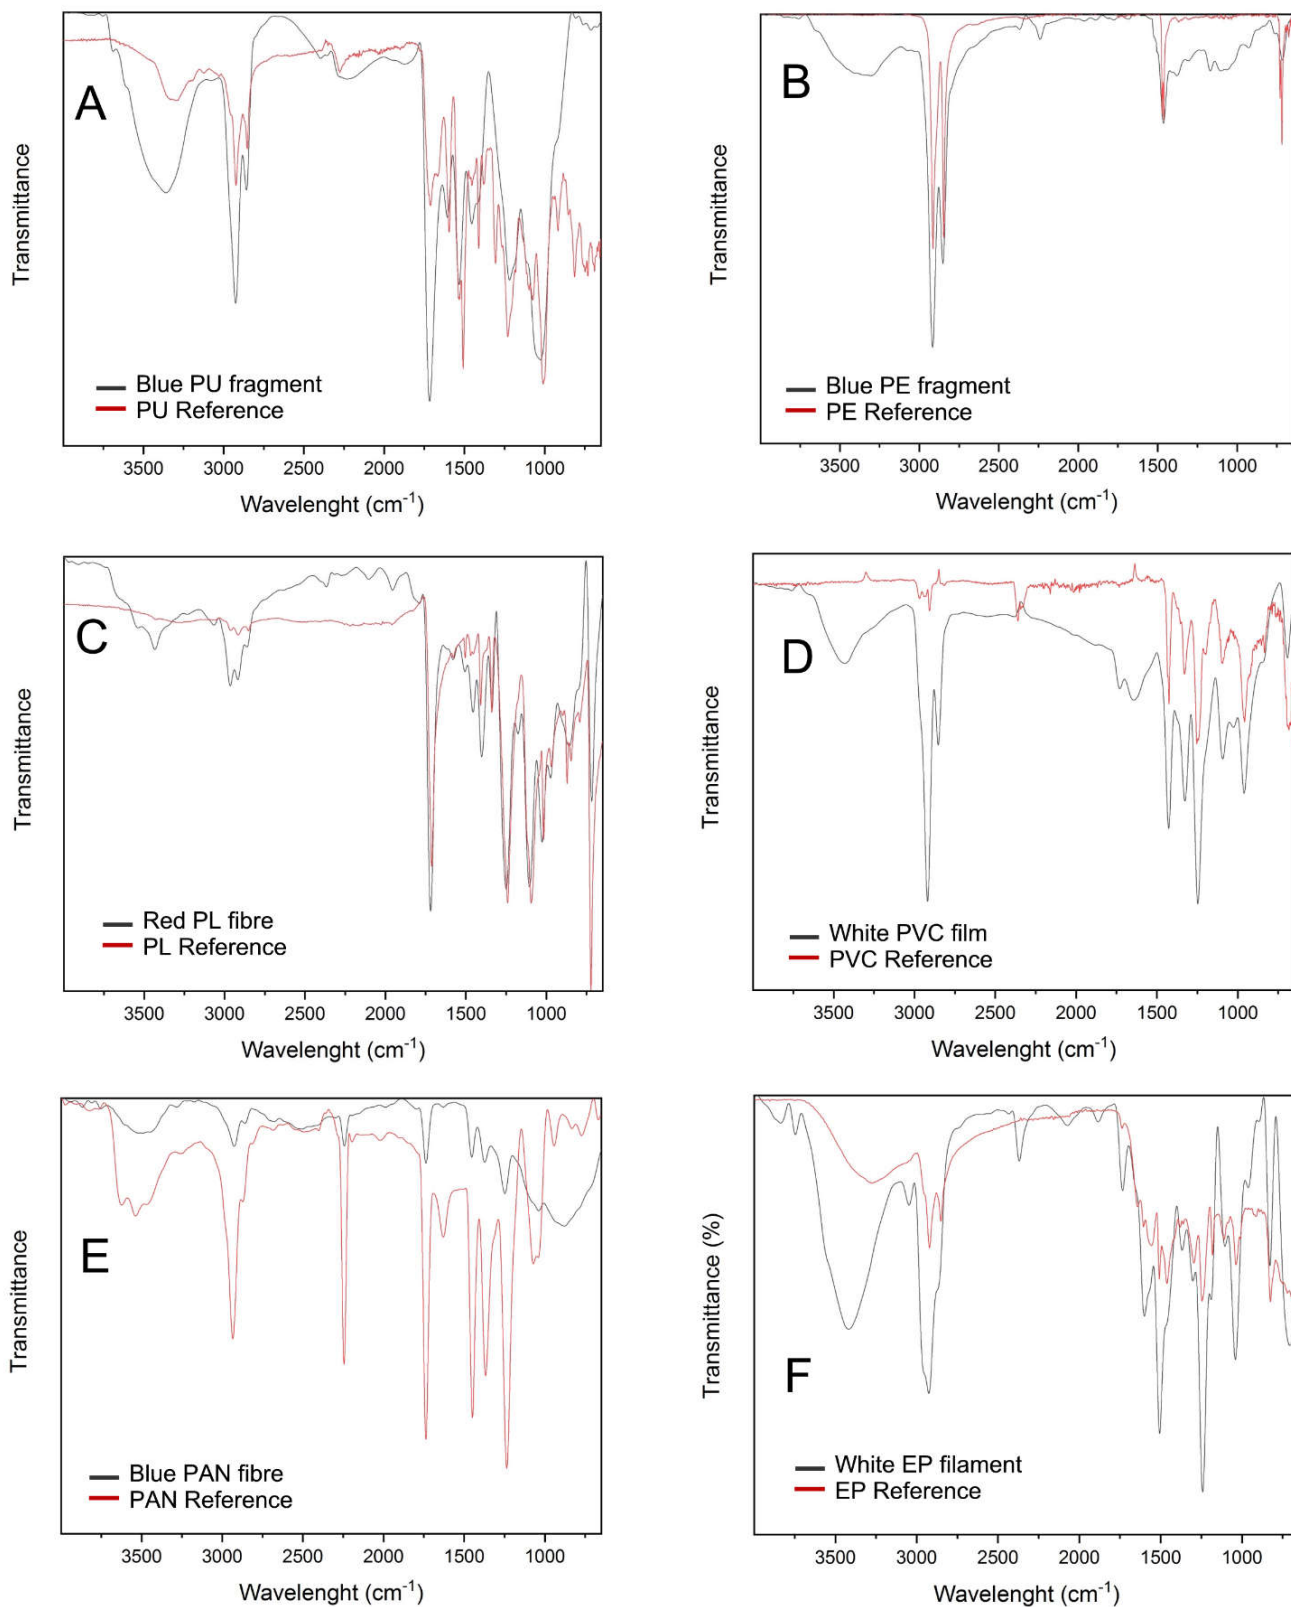 A
Transmittance
Blue PU fragment
PU Reference
3500 3000 2500 2000 1500 1000
Wavelenght (cm-1)
B
Transmittance
Blue PE fragment
PE Reference
3500 3000 2500 2000 1500 1000
Wavelenght (cm-1)
C
Transmittance
Red PL fibre
PL Reference
3500 3000 2500 2000 1500 1000
Wavelenght (cm-1)
D
Transmittance
White PVC film
PVC Reference
3500 3000 2500 2000 1500 1000
Wavelenght (cm-1)
E
Transmittance
Blue PAN fibre
PAN Reference
3500 3000 2500 2000 1500 1000
Wavelenght (cm-1)
F
Transmittance (%)
White EP filament
EP Reference
3500 3000 2500 2000 1500 1000
Wavelenght (cm-1)